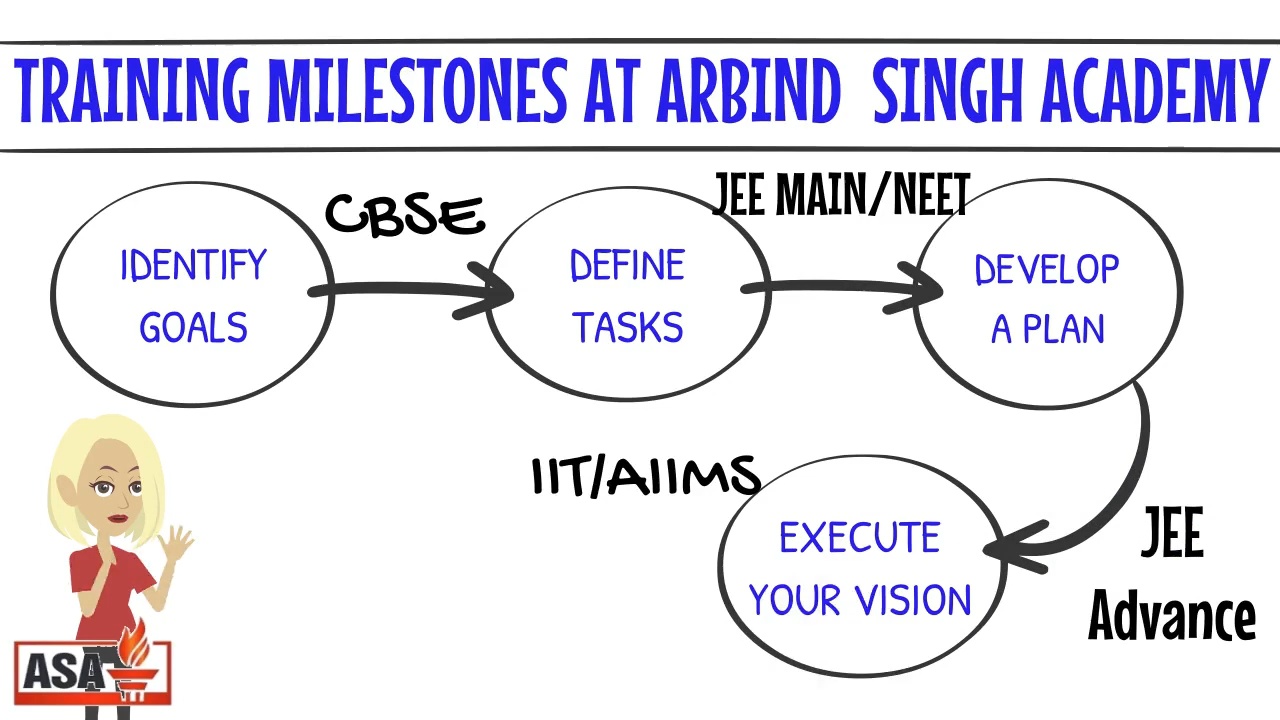 TRAINING MILESTONES AT ARBIND SINGH ACADEMY
IDENTIFY
GOALS
CBSE
DEFINE
TASKS
JEE MAIN/NEET
DEVELOP
A PLAN
JEE
Advance
IIT/AIIMS
EXECUTE
YOUR VISION
ASA